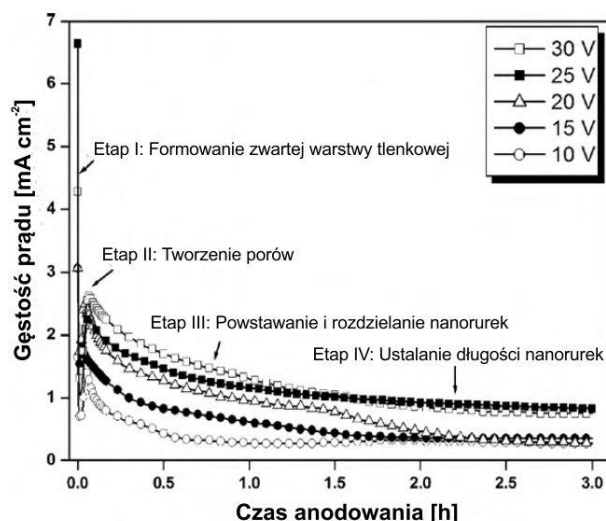 Gęstość prądu [mA cm⁻²]
7
6
5
4
3
2
1
0
30 V
25 V
20 V
15 V
10 V
Etap I: Formowanie zwartej warstwy tlenkowej
Etap II: Tworzenie porów
Etap III: Powstawanie i rozdzielanie nanorurek
Etap IV: Ustalanie długości nanorurek
0.0 0.5 1.0 1.5 2.0 2.5 3.0
Czas anodowania [h]